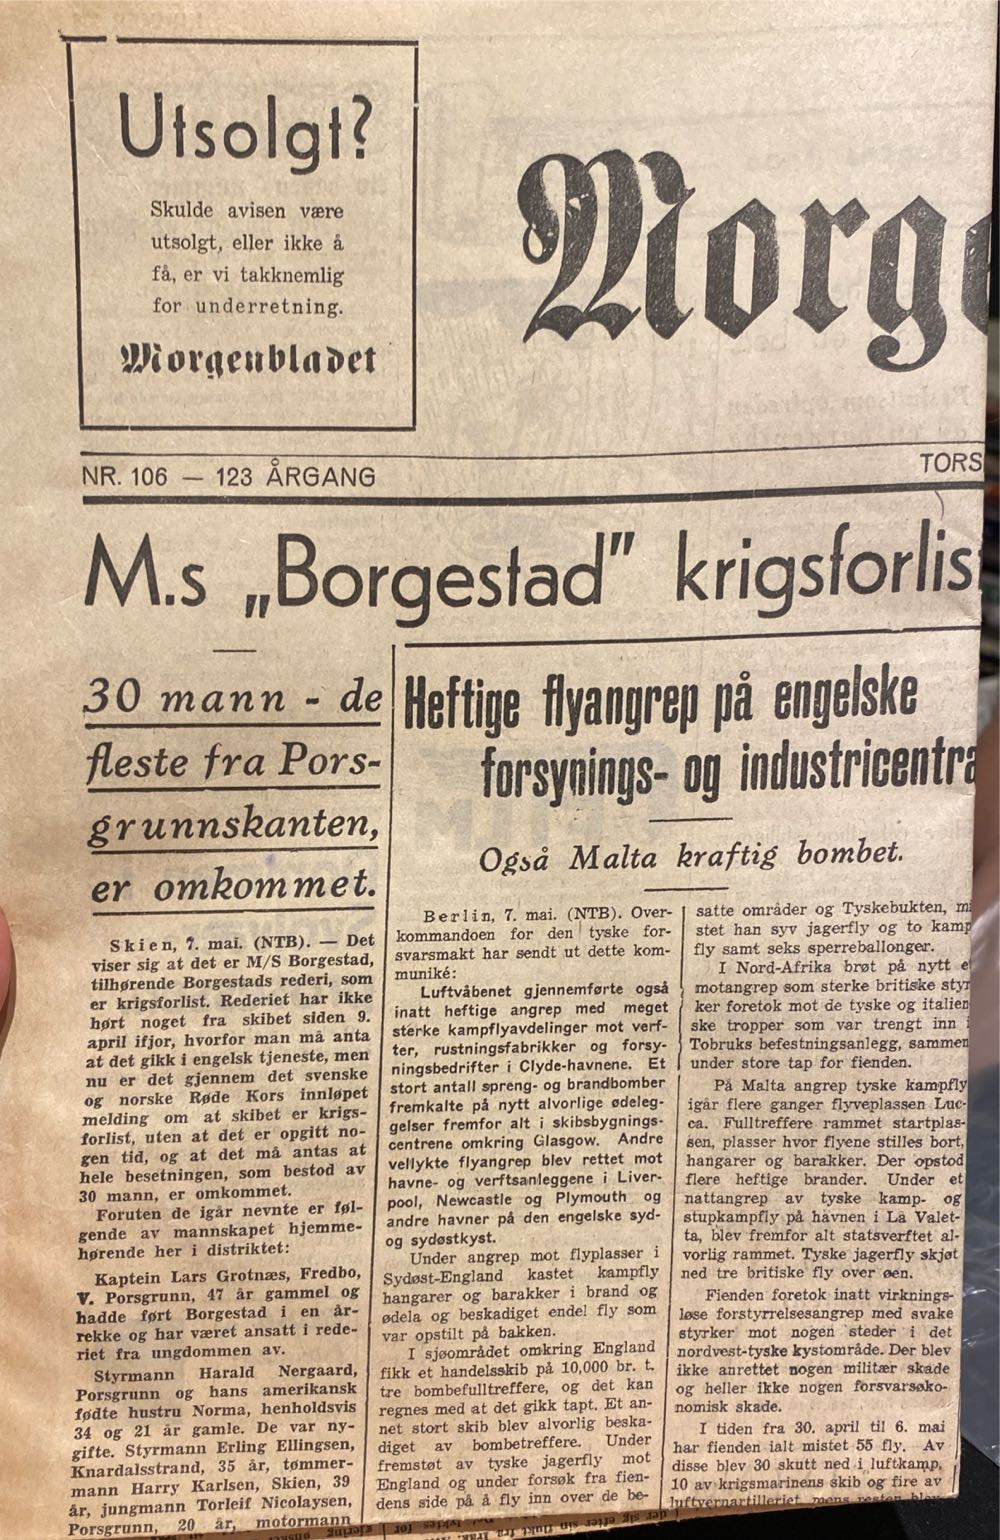 Utsolgt?
Skulde avisen være
utsolgt, eller ikke å
få, er vi takknemlig
for underretning.
Morgenbladet
Morge
NR. 106 — 123 ÅRGANG
TORS
M.s „Borgestad" krigsforlis
30 mann - de
fleste fra Pors-
grunnskanten,
er omkommet.
Skien, 7. mai. (NTB). — Det
viser sig at det er M/S Borgestad,
tilhørende Borgestads rederi, som
er krigsforlist. Rederiet har ikke
hørt noget fra skibet siden 9.
april ifjor, hvorfor man må anta
at det gikk i engelsk tjeneste, men
nu er det gjennem det svenske
og norske Røde Kors innløpet
melding om at skibet er krigs-
forlist, uten at det er opgitt no-
gen tid, og at det må antas at
hele besetningen, som bestod av
30 mann, er omkommet.
Foruten de igår nevnte er føl-
gende av mannskapet hjemme-
hørende her i distriktet:
Kaptein Lars Grotnæs, Fredbo,
V. Porsgrunn, 47 år gammel og
hadde ført Borgestad i en år-
rekke og har været ansatt i rede-
riet fra ungdommen av.
Styrmann Harald Nergaard,
Porsgrunn og hans amerikansk
fødte hustru Norma, henholdsvis
34 og 21 år gamle. De var ny-
gifte. Styrmann Erling Ellingsen,
Knardalsstrand, 35 år, tømmer-
mann Harry Karlsen, Skien, 39
år, jungmann Torleif Nicolaysen,
Porsgrunn, 20 år, motormann
Heftige flyangrep på engelske
forsynings- og industricentra
Også Malta kraftig bombet.
Berlin, 7. mai. (NTB). Over-
kommandoen for den tyske for-
svarsmakt har sendt ut dette kom-
muniké:
Luftvåbenet gjennemførte også
inatt heftige angrep med meget
sterke kampflyavdelinger mot verf-
ter, rustningsfabrikker og forsy-
ningsbedrifter i Clyde-havnene. Et
stort antall spreng- og brandbomber
fremkalte på nytt alvorlige ødeleg-
gelser fremfor alt i skibsbygnings-
centrene omkring Glasgow. Andre
vellykte flyangrep blev rettet mot
havne- og verftsanleggene i Liver-
pool, Newcastle og Plymouth og
andre havner på den engelske syd-
og sydøstkyst.
Under angrep mot flyplasser i
Sydøst-England kastet kampfly
hangarer og barakker i brand og
ødela og beskadiget endel fly som
var opstilt på bakken.
I sjøområdet omkring England
fikk et handelsskib på 10,000 br. t.
tre bombefulltreffere, og det kan
regnes med at det gikk tapt. Et an-
net stort skib blev alvorlig beska-
diget av bombetreffere. Under
fremstøt av tyske jagerfly mot
England og under forsøk fra fien-
dens side på å fly inn over de be-
satte områder og Tyskebukten, mi
stet han syv jagerfly og to kamp
fly samt seks sperreballonger.
I Nord-Afrika brøt på nytt e
motangrep som sterke britiske styr
ker foretok mot de tyske og italien
ske tropper som var trengt inn i
Tobruks befestningsanlegg, sammen
under store tap for fienden.
På Malta angrep tyske kampfly
igår flere ganger flyveplassen Luc-
ca. Fulltreffere rammet startplas-
sen, plasser hvor flyene stilles bort,
hangarer og barakker. Der opstod
flere heftige brander. Under et
nattangrep av tyske kamp- og
stupkampfly på havnen i La Valet-
ta, blev fremfor alt statsverftet al-
vorlig rammet. Tyske jagerfly skjøt
ned tre britiske fly over øen.
Fienden foretok inatt virknings-
løse forstyrrelsesangrep med svake
styrker mot nogen steder i det
nordvest-tyske kystområde. Der blev
ikke anrettet nogen militær skade
og heller ikke nogen forsvarsøko-
nomisk skade.
I tiden fra 30. april til 6. mai
har fienden ialt mistet 55 fly. Av
disse blev 30 skutt ned i luftkamp,
10 av krigsmarinens skib og fire av
luftvernartilleriet, mens resten blev